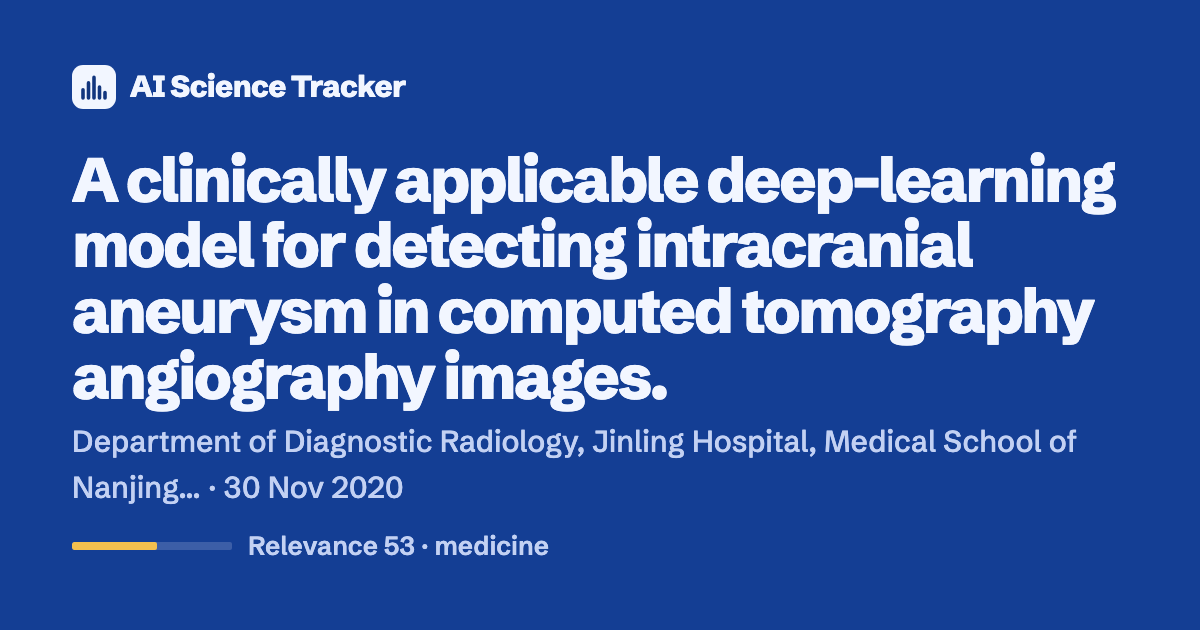 AI Science Tracker
A clinically applicable deep-learning
model for detecting intracranial
aneurysm in computed tomography
angiography images.
Department of Diagnostic Radiology, Jinling Hospital, Medical School of
Nanjing... · 30 Nov 2020
Relevance 53 · medicine